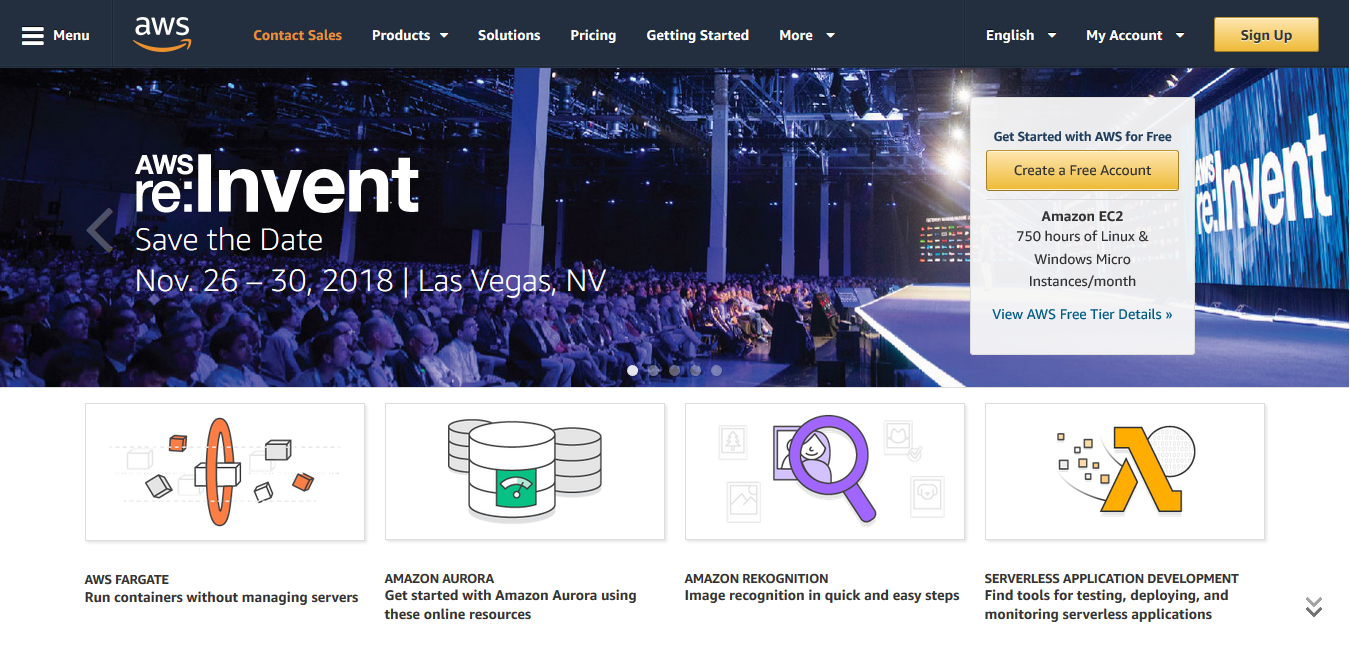 Menu
aws
Contact Sales
Products
Solutions
Pricing
Getting Started
More
English
My Account
Sign Up
AWS
re:Invent
Save the Date
Nov. 26 – 30, 2018 | Las Vegas, NV
Get Started with AWS for Free
Create a Free Account
Amazon EC2
750 hours of Linux &
Windows Micro
Instances/month
View AWS Free Tier Details »
AWS
re:Invent
AWS FARGATE
Run containers without managing servers
AMAZON AURORA
Get started with Amazon Aurora using
these online resources
AMAZON REKOGNITION
Image recognition in quick and easy steps
SERVERLESS APPLICATION DEVELOPMENT
Find tools for testing, deploying, and
monitoring serverless applications